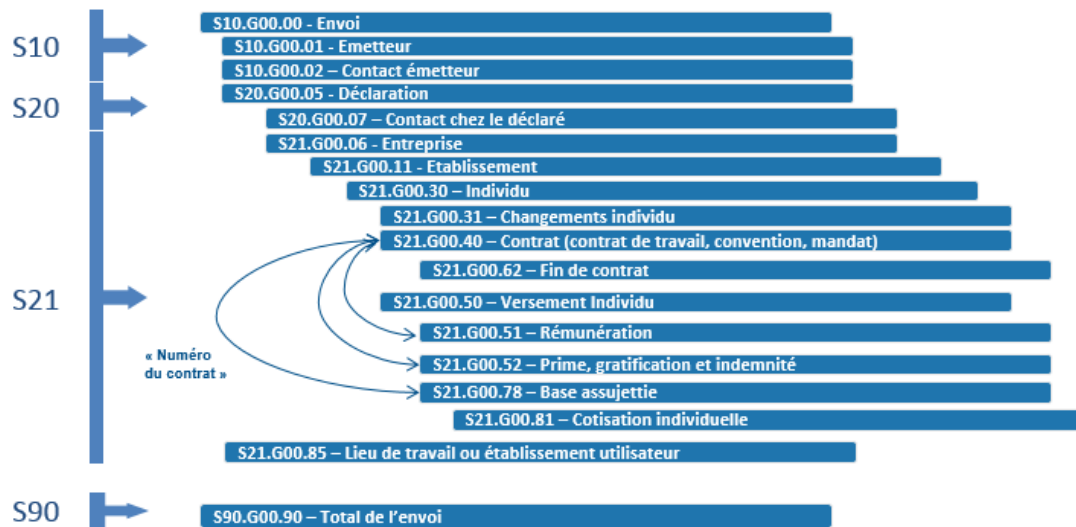 S10
S10.G00.00 - Envoi
S10.G00.01 - Emetteur
S10.G00.02 – Contact émetteur
S20
S20.G00.05 - Déclaration
S20.G00.07 – Contact chez le déclaré
S21
S21.G00.06 - Entreprise
S21.G00.11 - Etablissement
S21.G00.30 – Individu
S21.G00.31 – Changements individu
S21.G00.40 – Contrat (contrat de travail, convention, mandat)
S21.G00.62 – Fin de contrat
S21.G00.50 – Versement Individu
S21.G00.51 – Rémunération
« Numéro
du contrat »
S21.G00.52 – Prime, gratification et indemnité
S21.G00.78 – Base assujettie
S21.G00.81 – Cotisation individuelle
S21.G00.85 – Lieu de travail ou établissement utilisateur
S90
S90.G00.90 – Total de l’envoi